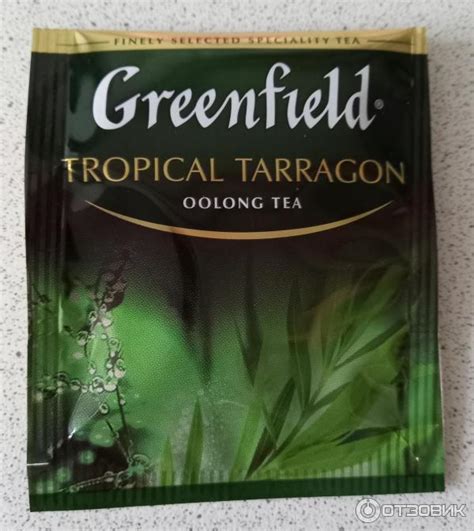 FINELY SELECTED SPECIALITY TEA
Greenfield®
TROPICAL TARRAGON
OOLONG TEA
ОТЗОВИК